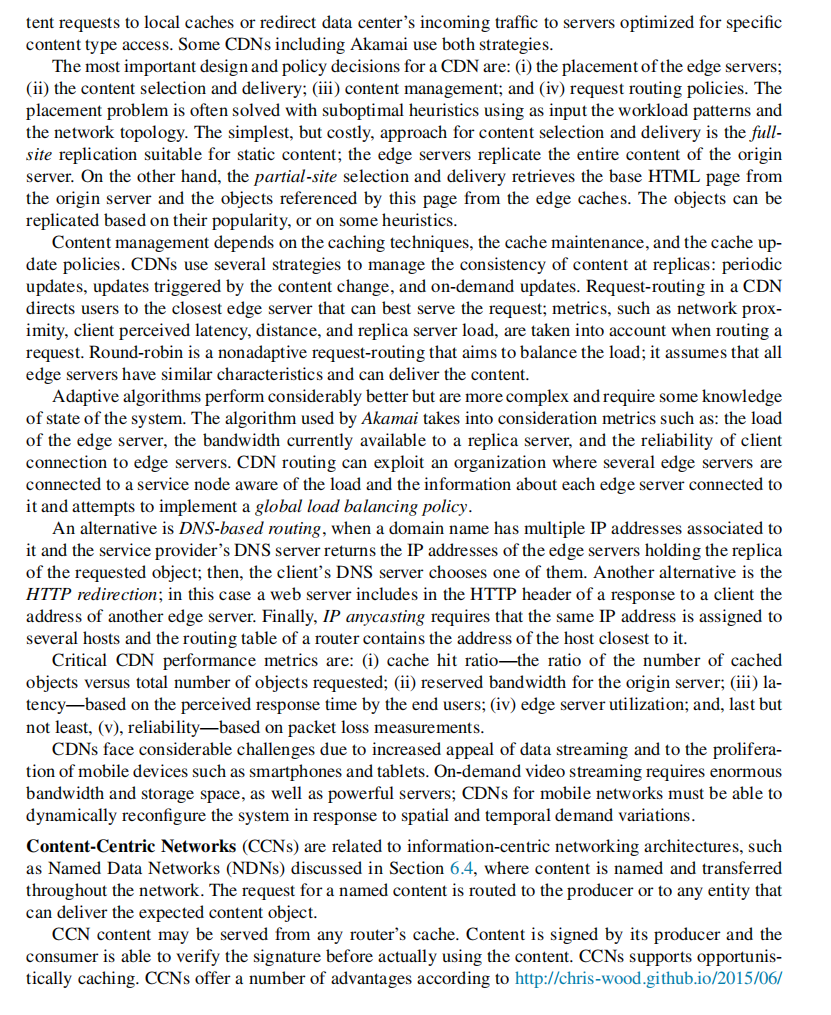 tent requests to local caches or redirect data center's incoming traffic to servers optimized for specific
content type access. Some CDNs including Akamai use both strategies.
The most important design and policy decisions for a CDN are: (i) the placement of the edge servers;
(ii) the content selection and delivery; (iii) content management; and (iv) request routing policies. The
placement problem is often solved with suboptimal heuristics using as input the workload patterns and
the network topology. The simplest, but costly, approach for content selection and delivery is the full-
site replication suitable for static content; the edge servers replicate the entire content of the origin
server. On the other hand, the partial-site selection and delivery retrieves the base HTML page from
the origin server and the objects referenced by this page from the edge caches. The objects can be
replicated based on their popularity, or on some heuristics.
Content management depends on the caching techniques, the cache maintenance, and the cache up-
date policies. CDNs use several strategies to manage the consistency of content at replicas: periodic
updates, updates triggered by the content change, and on-demand updates. Request-routing in a CDN
directs users to the closest edge server that can best serve the request; metrics, such as network prox-
imity, client perceived latency, distance, and replica server load, are taken into account when routing a
request. Round-robin is a nonadaptive request-routing that aims to balance the load; it assumes that all
edge servers have similar characteristics and can deliver the content.
Adaptive algorithms perform considerably better but are more complex and require some knowledge
of state of the system. The algorithm used by Akamai takes into consideration metrics such as: the load
of the edge server, the bandwidth currently available to a replica server, and the reliability of client
connection to edge servers. CDN routing can exploit an organization where several edge servers are
connected to a service node aware of the load and the information about each edge server connected to
it and attempts to implement a global load balancing policy.
An alternative is DNS-based routing, when a domain name has multiple IP addresses associated to
it and the service provider's DNS server returns the IP addresses of the edge servers holding the replica
of the requested object; then, the client's DNS server chooses one of them. Another alternative is the
HTTP redirection; in this case a web server includes in the HTTP header of a response to a client the
address of another edge server. Finally, IP anycasting requires that the same IP address is assigned to
several hosts and the routing table of a router contains the address of the host closest to it.
Critical CDN performance metrics are: (i) cache hit ratio—the ratio of the number of cached
objects versus total number of objects requested; (ii) reserved bandwidth for the origin server; (iii) la-
tency—based on the perceived response time by the end users; (iv) edge server utilization; and, last but
not least, (v), reliability—based on packet loss measurements.
CDNs face considerable challenges due to increased appeal of data streaming and to the prolifera-
tion of mobile devices such as smartphones and tablets. On-demand video streaming requires enormous
bandwidth and storage space, as well as powerful servers; CDNs for mobile networks must be able to
dynamically reconfigure the system in response to spatial and temporal demand variations.
Content-Centric Networks (CCNs) are related to information-centric networking architectures, such
as Named Data Networks (NDNs) discussed in Section 6.4, where content is named and transferred
throughout the network. The request for a named content is routed to the producer or to any entity that
can deliver the expected content object.
CCN content may be served from any router's cache. Content is signed by its producer and the
consumer is able to verify the signature before actually using the content. CCNs supports opportunis-
tically caching. CCNs offer a number of advantages according to http://chris-wood.github.io/2015/06/